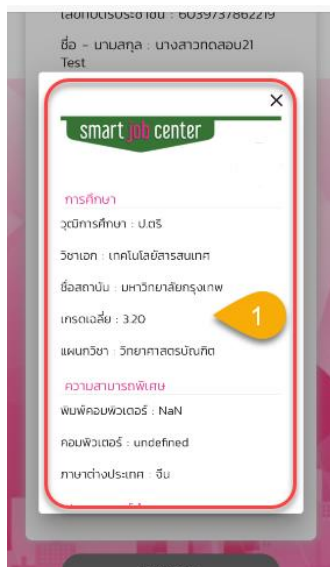 เลขบัตรประชาชน : 6039737862219
ชื่อ - นามสกุล : นางสาวทดสอบ21
Test
×
smart job center
การศึกษา
วุฒิการศึกษา : ป.ตรี
วิชาเอก : เทคโนโลยีสารสนเทศ
ชื่อสถาบัน : มหาวิทยาลัยกรุงเทพ
เกรดเฉลี่ย : 3.20
1
แผนกวิชา : วิทยาศาสตรบัณฑิต
ความสามารถพิเศษ
พิมพ์คอมพิวเตอร์ : NaN
คอมพิวเตอร์ : undefined
ภาษาต่างประเทศ : จีน